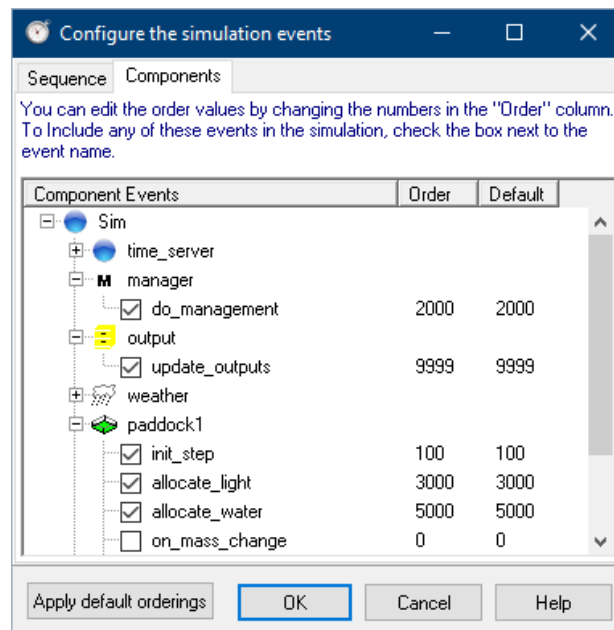 Configure the simulation events
Sequence Components
You can edit the order values by changing the numbers in the "Order" column.
To Include any of these events in the simulation, check the box next to the
event name.
Component Events Order Default
Sim
time_server
M manager
do_management 2000 2000
output
update_outputs 9999 9999
weather
paddock1
init_step 100 100
allocate_light 3000 3000
allocate_water 5000 5000
on_mass_change 0 0
Apply default orderings OK Cancel Help